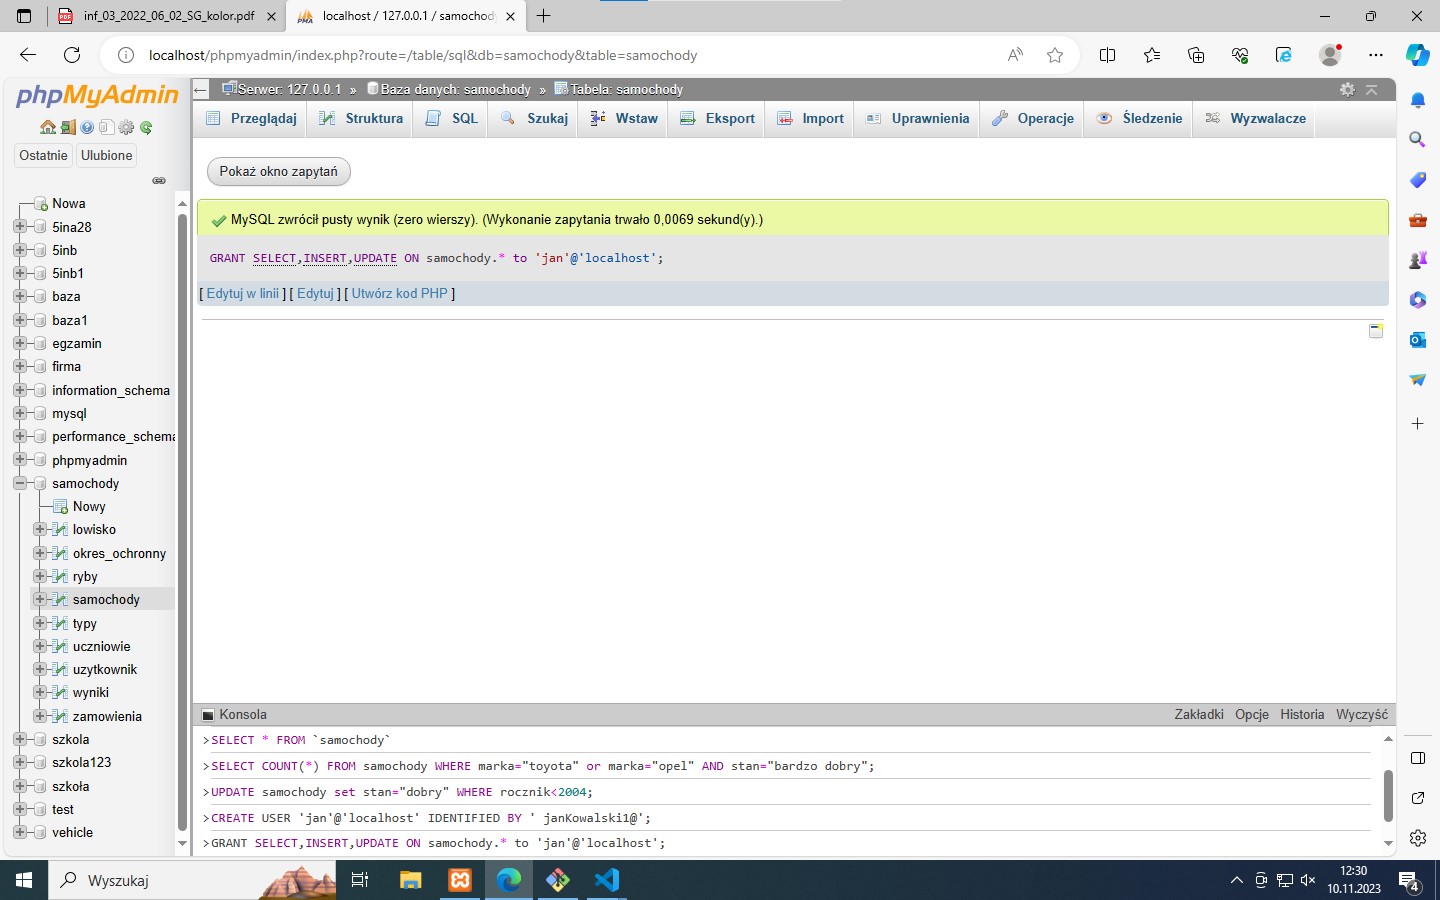 inf_03_2022_06_02_SG_kolor.pdf
localhost / 127.0.0.1 / samochody
localhost/phpmyadmin/index.php?route=/table/sql&db=samochody&table=samochody
phpMyAdmin
Ostatnie Ulubione
Nowa
5ina28
5inb
5inb1
baza
baza1
egzamin
firma
information_schema
mysql
performance_schema
phpmyadmin
samochody
Nowy
lowisko
okres_ochronny
ryby
samochody
typy
uczniowie
uzytkownik
wyniki
zamowienia
szkola
szkola123
szkoła
test
vehicle
Serwer: 127.0.0.1 » Baza danych: samochody » Tabela: samochody
Przeglądaj Struktura SQL Szukaj Wstaw Eksport Import Uprawnienia Operacje Śledzenie Wyzwalacze
Pokaż okno zapytań
MySQL zwrócił pusty wynik (zero wierszy). (Wykonanie zapytania trwało 0,0069 sekund(y).)
GRANT SELECT,INSERT,UPDATE ON samochody.* to 'jan'@'localhost';
[ Edytuj w linii ] [ Edytuj ] [ Utwórz kod PHP ]
Konsola
Zakładki Opcje Historia Wyczyść
>SELECT * FROM `samochody`
>SELECT COUNT(*) FROM samochody WHERE marka="toyota" or marka="opel" AND stan="bardzo dobry";
>UPDATE samochody set stan="dobry" WHERE rocznik<2004;
>CREATE USER 'jan'@'localhost' IDENTIFIED BY ' janKowalski1@';
>GRANT SELECT,INSERT,UPDATE ON samochody.* to 'jan'@'localhost';
Wyszukaj
12:30
10.11.2023
4